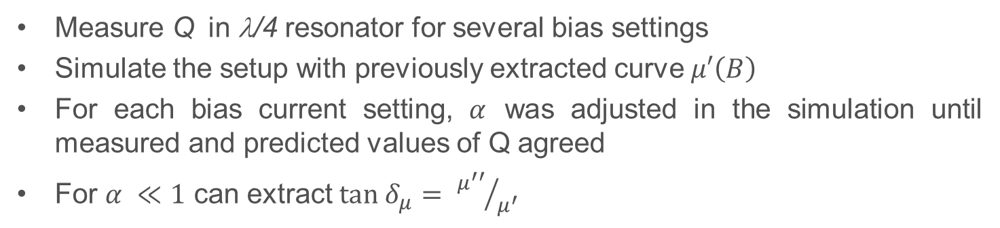 • Measure Q in λ/4 resonator for several bias settings
• Simulate the setup with previously extracted curve μ′(B)
• For each bias current setting, α was adjusted in the simulation until
measured and predicted values of Q agreed
• For α ≪ 1 can extract tan δ_μ = μ′′/μ′